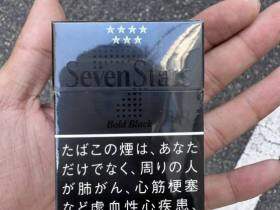 Seven Stars
Bold Black
たばこの煙は、あなた
だけでなく、周りの人
が肺がん、心筋梗塞
など虚血性心疾患、